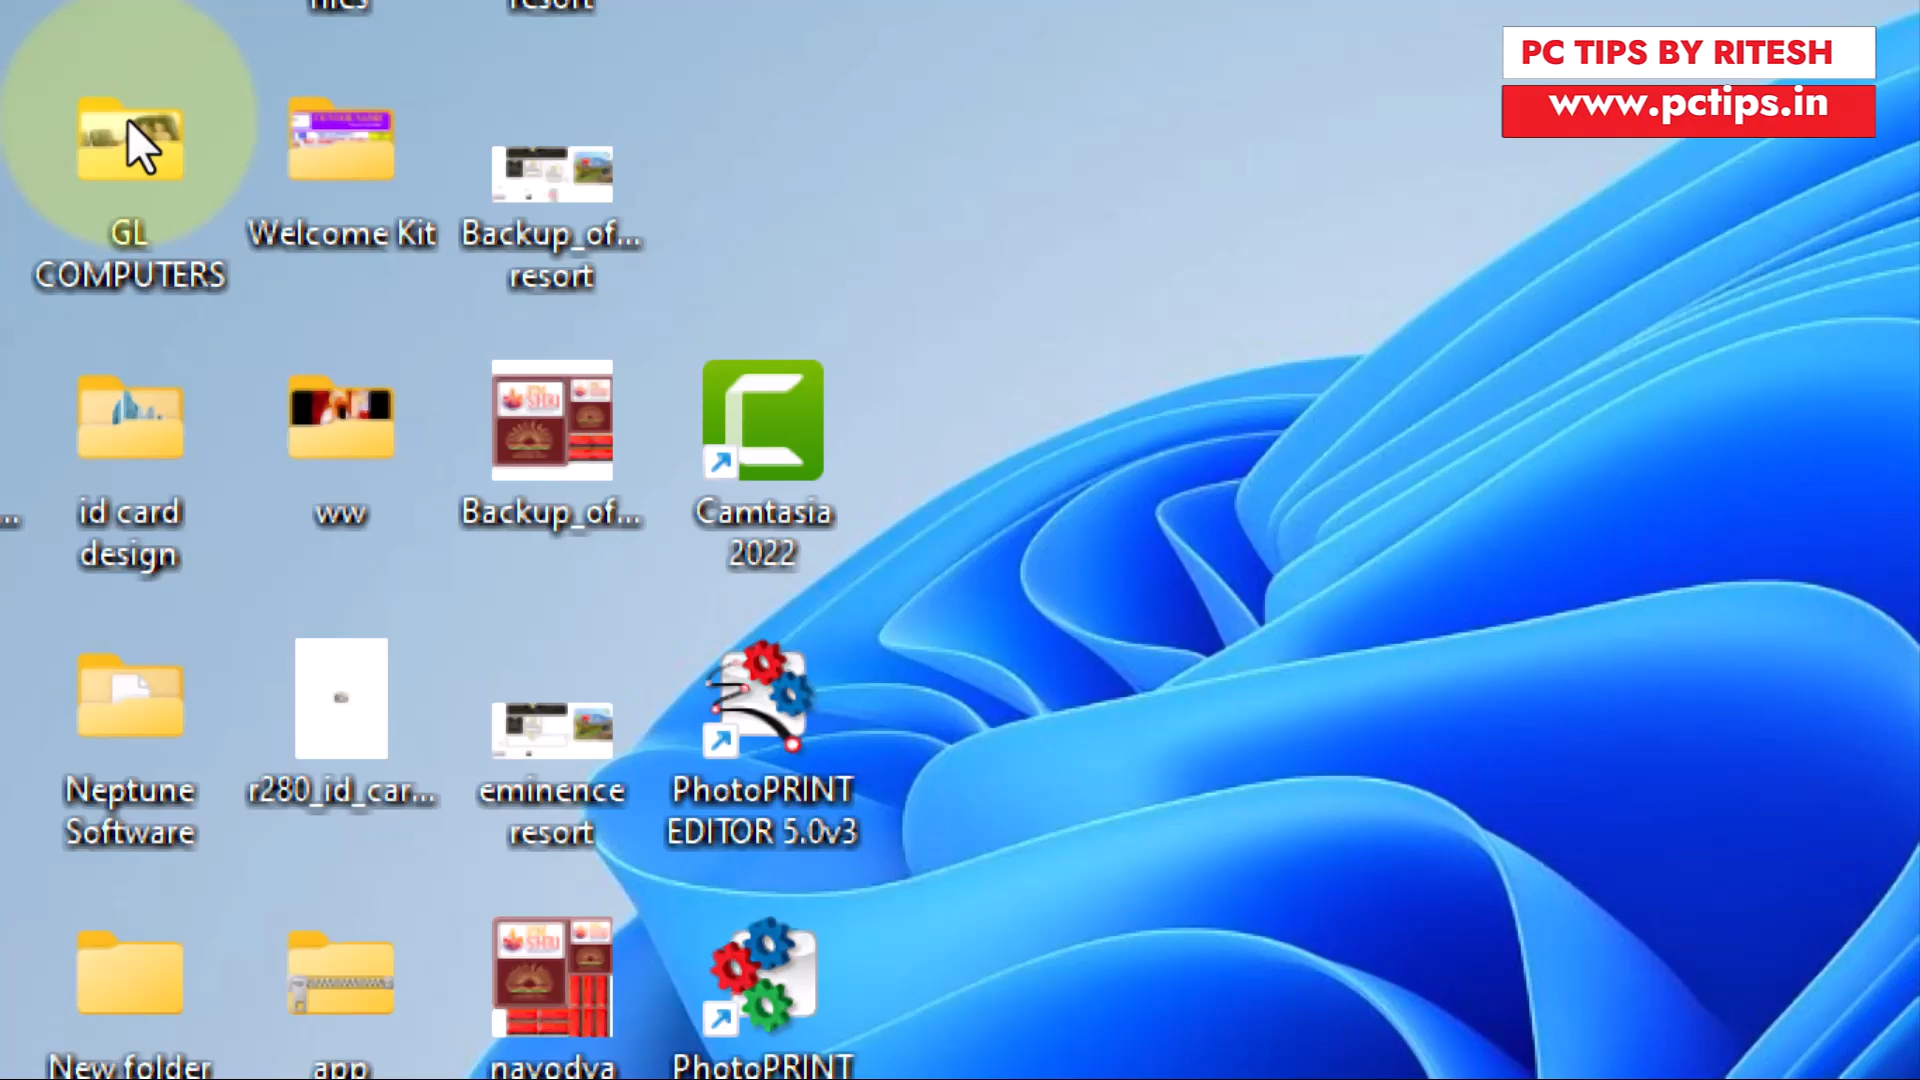 resort
PC TIPS BY RITESH
www.pctips.in
GL
COMPUTERS
Welcome Kit
Backup_of...
resort
id card
design
ww
Backup_of...
Camtasia
2022
Neptune
Software
r280_id_car...
eminence
resort
PhotoPRINT
EDITOR 5.0v3
New folder
app
navodya
PhotoPRINT